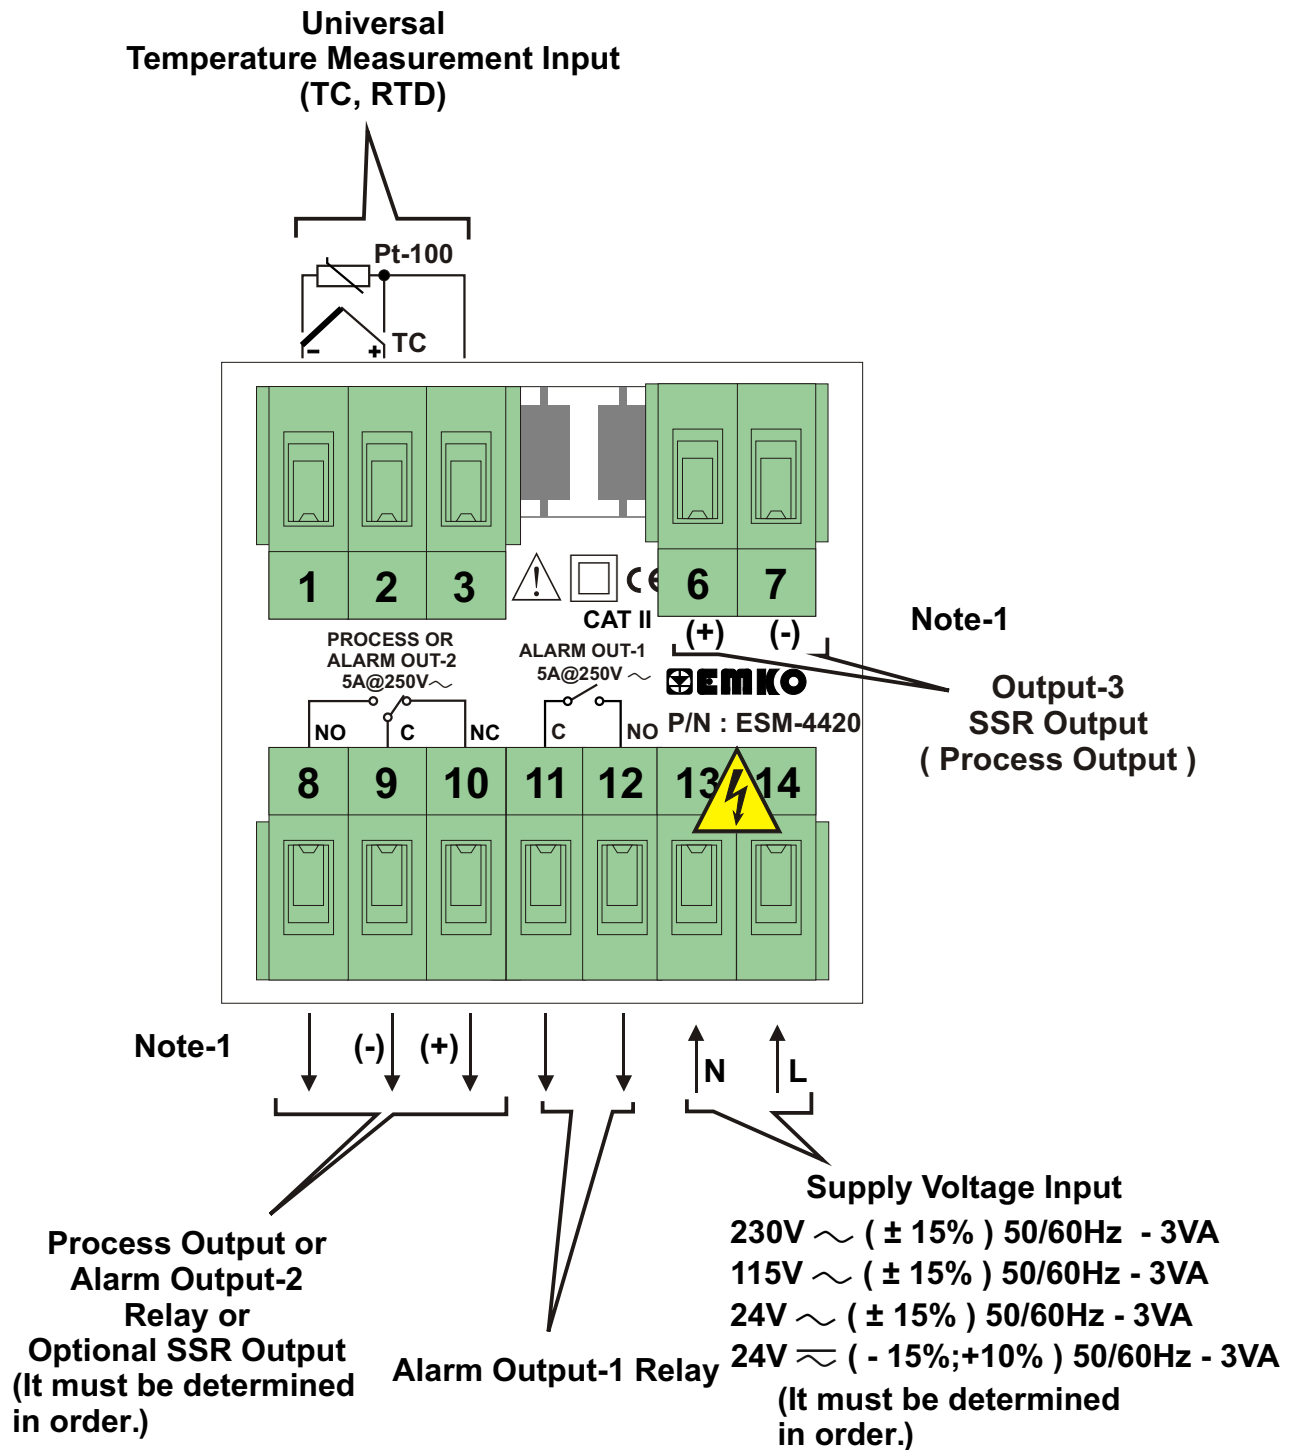 Universal
Temperature Measurement Input
(TC, RTD)
Pt-100
- + TC
1 2 3
CE
CAT II
6 7
(+) (-)
Note-1
Output-3
SSR Output
( Process Output )
PROCESS OR
ALARM OUT-2
5A@250V ~
ALARM OUT-1
5A@250V ~
EMKO
P/N : ESM-4420
NO C NC C NO
8 9 10 11 12 13 14
Note-1
(-) (+)
N L
Process Output or
Alarm Output-2
Relay or
Optional SSR Output
(It must be determined
in order.)
Alarm Output-1 Relay
Supply Voltage Input
230V ~ ( ± 15% ) 50/60Hz - 3VA
115V ~ ( ± 15% ) 50/60Hz - 3VA
24V ~ ( ± 15% ) 50/60Hz - 3VA
24V ⏦ ( - 15%;+10% ) 50/60Hz - 3VA
(It must be determined
in order.)